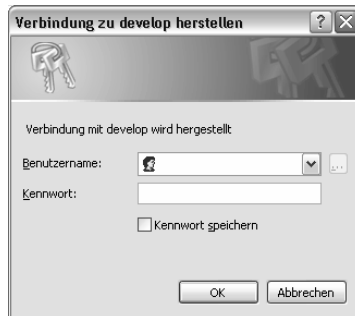 Verbindung zu develop herstellen
Verbindung mit develop wird hergestellt
Benutzername:
Kennwort:
Kennwort speichern
OK Abbrechen